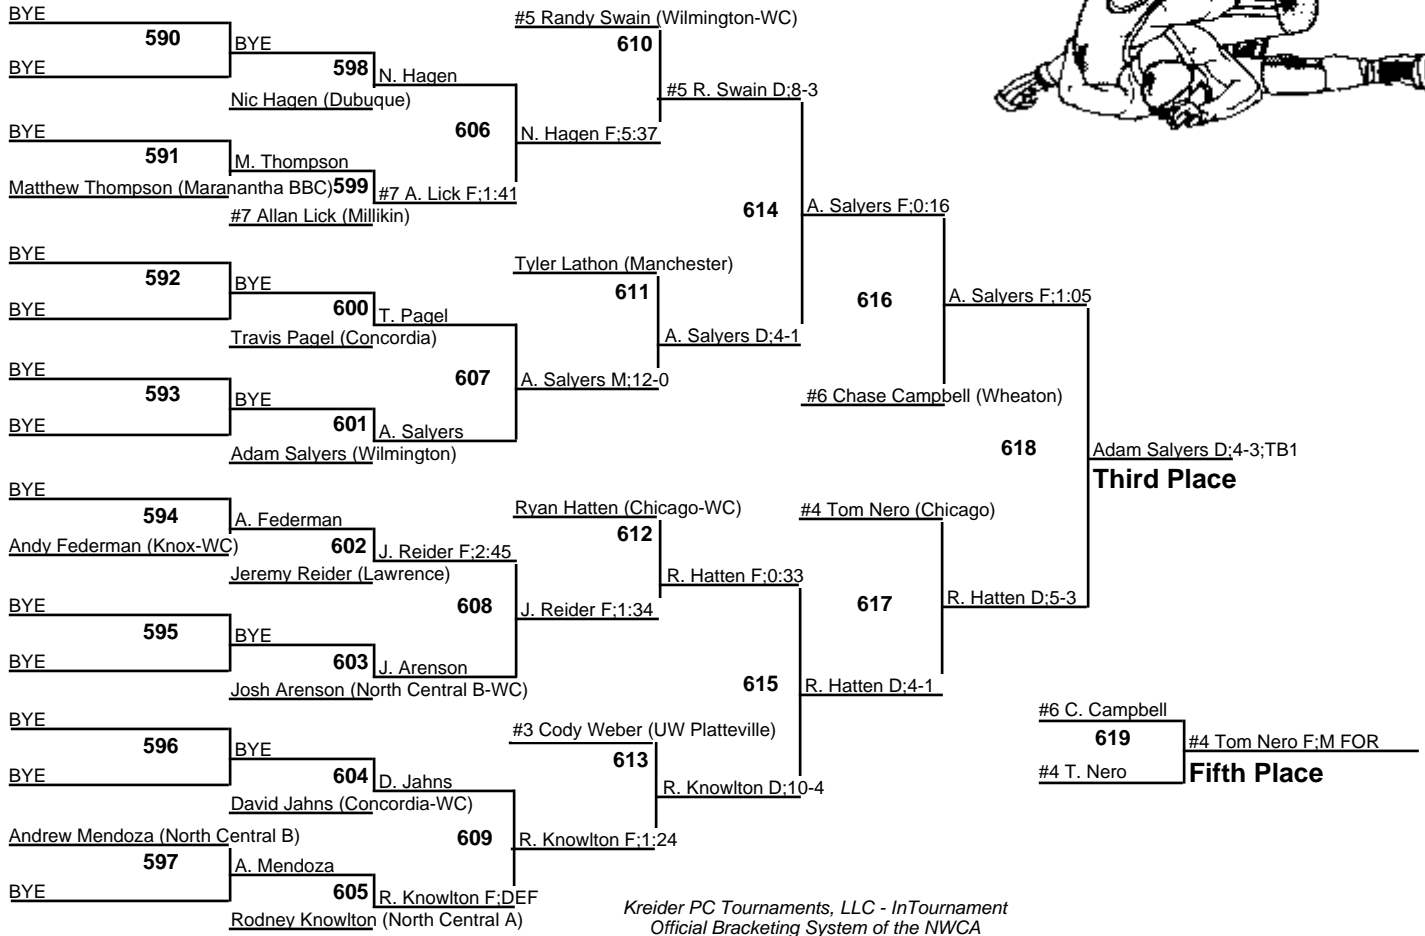 BYE
590
BYE
BYE
598
N. Hagen
Nic Hagen (Dubuque)
606
BYE
591
M. Thompson
Matthew Thompson (Maranantha BBC)
599
#7 A. Lick F;1:41
#7 Allan Lick (Millikin)
#5 Randy Swain (Wilmington-WC)
610
#5 R. Swain D;8-3
N. Hagen F;5:37
BYE
592
BYE
BYE
600
T. Pagel
Travis Pagel (Concordia)
607
BYE
593
BYE
BYE
601
A. Salyers
Adam Salyers (Wilmington)
Tyler Lathon (Manchester)
611
A. Salyers D;4-1
A. Salyers M;12-0
614
A. Salyers F;0:16
616
A. Salyers F;1:05
#6 Chase Campbell (Wheaton)
618
Adam Salyers D;4-3;TB1
Third Place
BYE
594
A. Federman
Andy Federman (Knox-WC)
602
J. Reider F;2:45
Jeremy Reider (Lawrence)
608
BYE
595
BYE
BYE
603
J. Arenson
Josh Arenson (North Central B-WC)
Ryan Hatten (Chicago-WC)
612
R. Hatten F;0:33
J. Reider F;1:34
#4 Tom Nero (Chicago)
617
R. Hatten D;5-3
615
R. Hatten D;4-1
BYE
596
BYE
BYE
604
D. Jahns
David Jahns (Concordia-WC)
609
Andrew Mendoza (North Central B)
597
A. Mendoza
BYE
605
R. Knowlton F;DEF
Rodney Knowlton (North Central A)
#3 Cody Weber (UW Platteville)
613
R. Knowlton D;10-4
R. Knowlton F;1:24
#6 C. Campbell
619
#4 Tom Nero F;M FOR
#4 T. Nero
Fifth Place
Kreider PC Tournaments, LLC - InTournament
Official Bracketing System of the NWCA